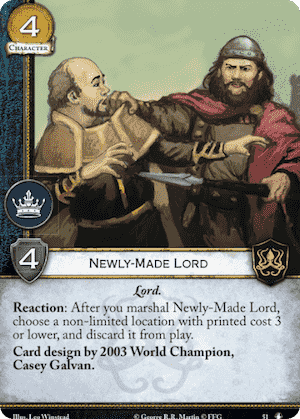 4
CHARACTER
4
NEWLY-MADE LORD
Lord.
Reaction: After you marshal Newly-Made Lord,
choose a non-limited location with printed cost 3
or lower, and discard it from play.
Card design by 2003 World Champion,
Casey Galvan.
Illus. Leo Winstead © George R.R. Martin © FFG 51